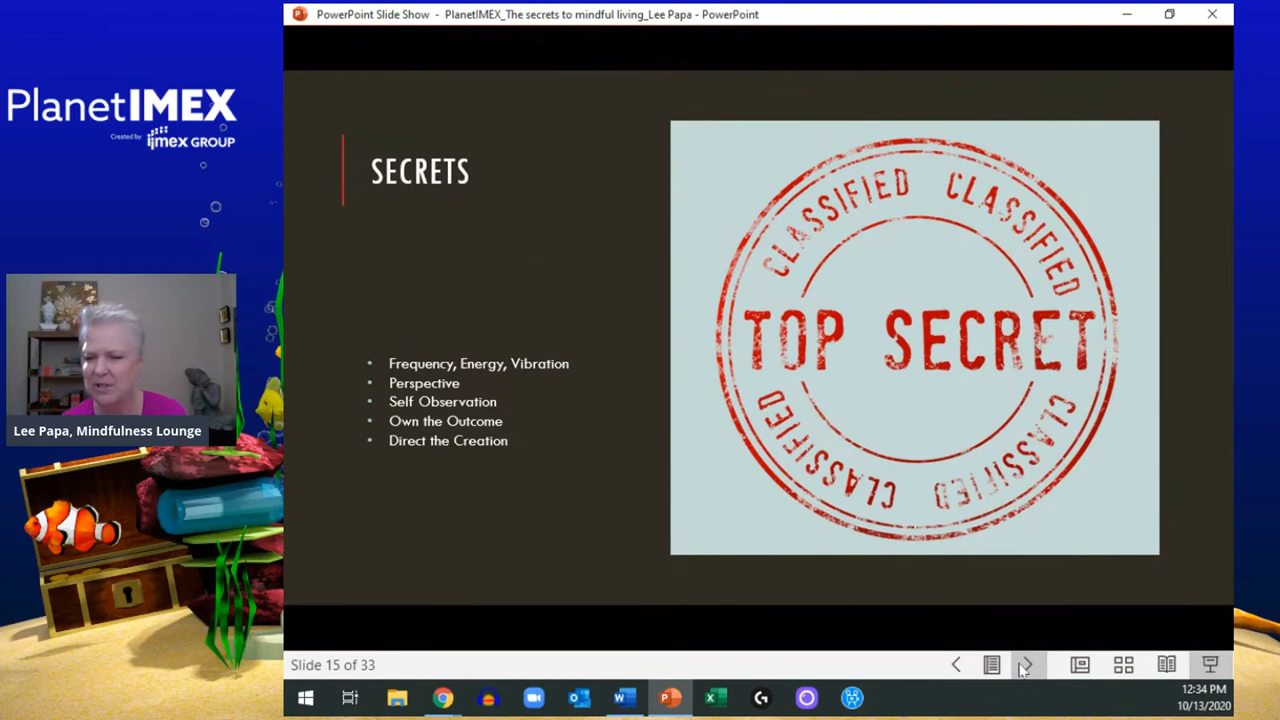 PowerPoint Slide Show - PlanetIMEX_The secrets to mindful living_Lee Papa - PowerPoint
PlanetIMEX
Created by imex GROUP
SECRETS
CLASSIFIED CLASSIFIED
TOP SECRET
CLASSIFIED CLASSIFIED
• Frequency, Energy, Vibration
• Perspective
• Self Observation
• Own the Outcome
• Direct the Creation
Lee Papa, Mindfulness Lounge
Slide 15 of 33
12:34 PM
10/13/2020